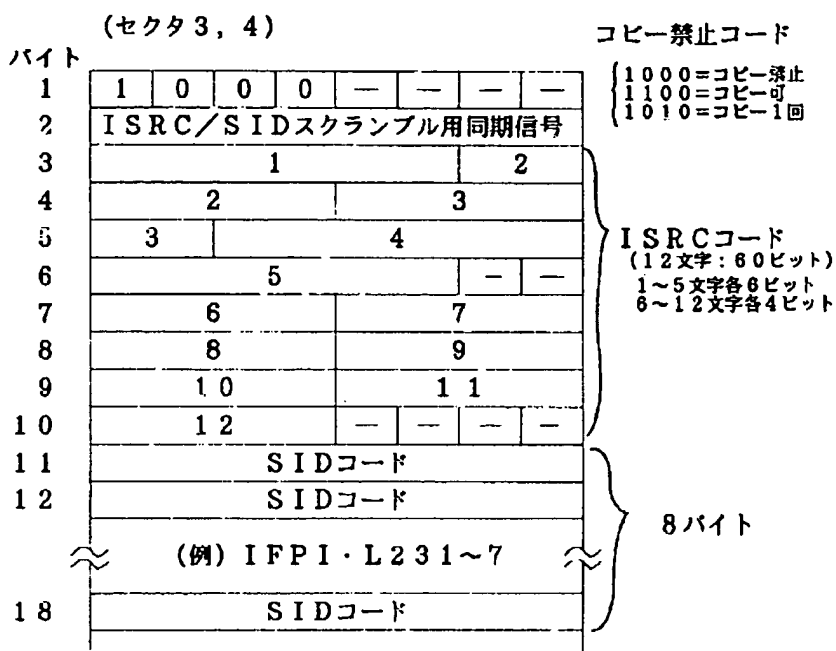 (セクタ3,4)
バイト
コピー禁止コード
1000=コピー禁止
1100=コピー可
1010=コピー1回
1 1 0 0 0 — — — —
2 ISRC/SIDスクランブル用同期信号
3 1 2
4 2 3
5 3 4
6 5 — —
7 6 7
8 8 9
9 10 11
10 12 — — — —
ISRCコード
(12文字:60ビット)
1~5文字各6ビット
6~12文字各4ビット
11 SIDコード
12 SIDコード
(例)IFPI・L231~7
18 SIDコード
8バイト